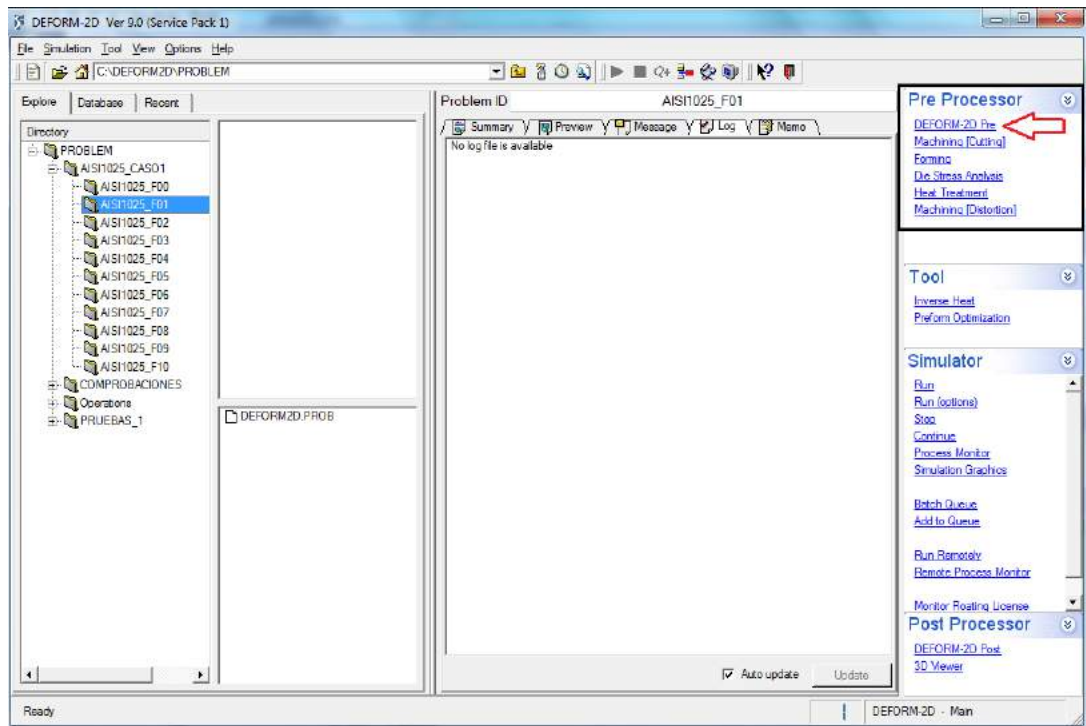 DEFORM-2D Ver 9.0 (Service Pack 1)
File Simulation Tool View Options Help
C:\DEFORM2D\PROBLEM
Explore Database Recent
Directory
PROBLEM
AISI1025_CASO1
AISI1025_F00
AISI1025_F01
AISI1025_F02
AISI1025_F03
AISI1025_F04
AISI1025_F05
AISI1025_F06
AISI1025_F07
AISI1025_F08
AISI1025_F09
AISI1025_F10
COMPROBACIONES
Operations
PRUEBAS_1
DEFORM2D.PROB
Problem ID AISI1025_F01
Summary Preview Message Log Memo
No log file is available
Auto update Update
Pre Processor
DEFORM-2D Pre
Machining [Cutting]
Forming
Die Stress Analysis
Heat Treatment
Machining [Distortion]
Tool
Inverse Heat
Preform Optimization
Simulator
Run
Run (options)
Stop
Continue
Process Monitor
Simulation Graphics
Batch Queue
Add to Queue
Run Remotely
Remote Process Monitor
Monitor Floating License
Post Processor
DEFORM-2D Post
3D Viewer
Ready
DEFORM-2D - Main